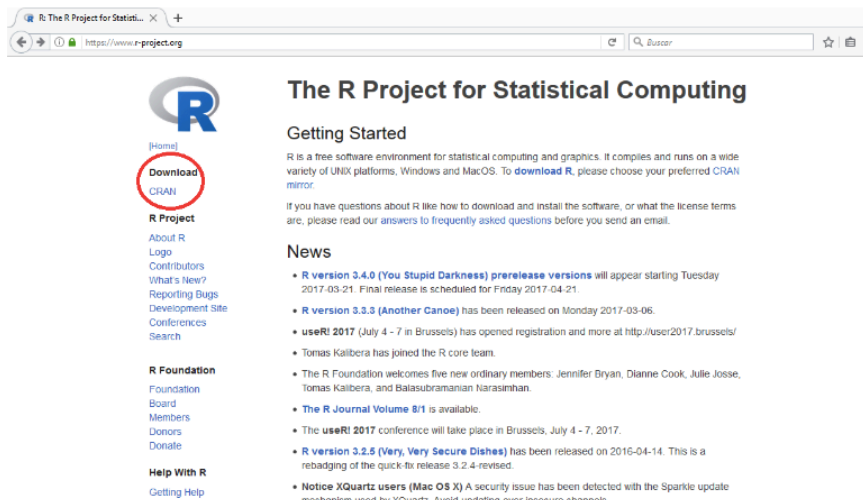 R: The R Project for Statisti...
https://www.r-project.org
Buscar
R
The R Project for Statistical Computing
Getting Started
[Home]
R is a free software environment for statistical computing and graphics. It compiles and runs on a wide
variety of UNIX platforms, Windows and MacOS. To download R, please choose your preferred CRAN
mirror.
If you have questions about R like how to download and install the software, or what the license terms
are, please read our answers to frequently asked questions before you send an email.
Download
CRAN
R Project
About R
Logo
Contributors
What's New?
Reporting Bugs
Development Site
Conferences
Search
R Foundation
Foundation
Board
Members
Donors
Donate
Help With R
Getting Help
News
R version 3.4.0 (You Stupid Darkness) prerelease versions will appear starting Tuesday
2017-03-21. Final release is scheduled for Friday 2017-04-21.
R version 3.3.3 (Another Canoe) has been released on Monday 2017-03-06.
useR! 2017 (July 4 - 7 in Brussels) has opened registration and more at http://user2017.brussels/
Tomas Kalibera has joined the R core team.
The R Foundation welcomes five new ordinary members: Jennifer Bryan, Dianne Cook, Julie Josse,
Tomas Kalibera, and Balasubramanian Narasimhan.
The R Journal Volume 8/1 is available.
The useR! 2017 conference will take place in Brussels, July 4 - 7, 2017.
R version 3.2.5 (Very, Very Secure Dishes) has been released on 2016-04-14. This is a
rebadging of the quick-fix release 3.2.4-revised.
Notice XQuartz users (Mac OS X) A security issue has been detected with the Sparkle update
mechanism used by XQuartz. Avoid updating over insecure channels.